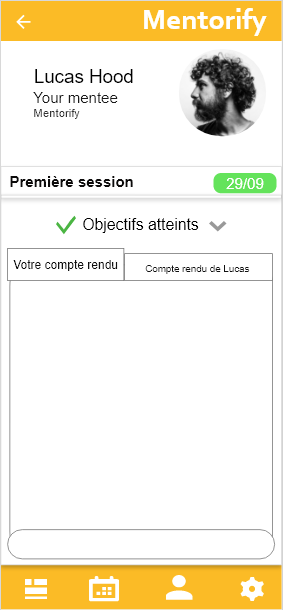 Mentorify
Lucas Hood
Your mentee
Mentorify
Première session
29/09
Objectifs atteints
Votre compte rendu
Compte rendu de Lucas